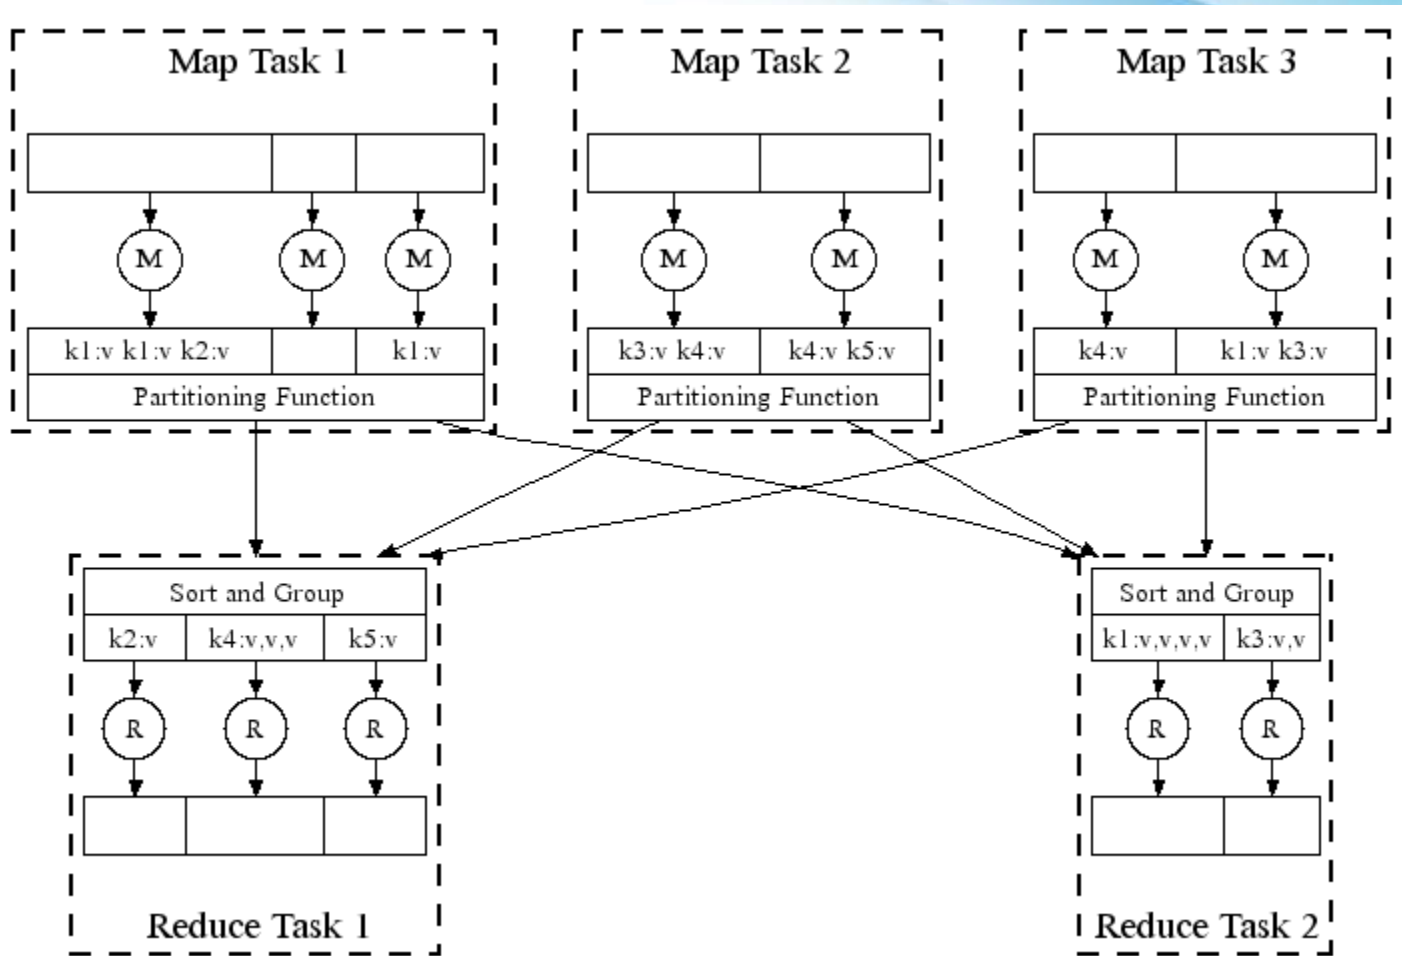 Map Task 1
Map Task 2
Map Task 3
M
M
M
M
M
M
M
k1:v k1:v k2:v
k1:v
k3:v k4:v
k4:v k5:v
k4:v
k1:v k3:v
Partitioning Function
Partitioning Function
Partitioning Function
Sort and Group
k2:v
k4:v,v,v
k5:v
R
R
R
Reduce Task 1
Sort and Group
k1:v,v,v,v
k3:v,v
R
R
Reduce Task 2